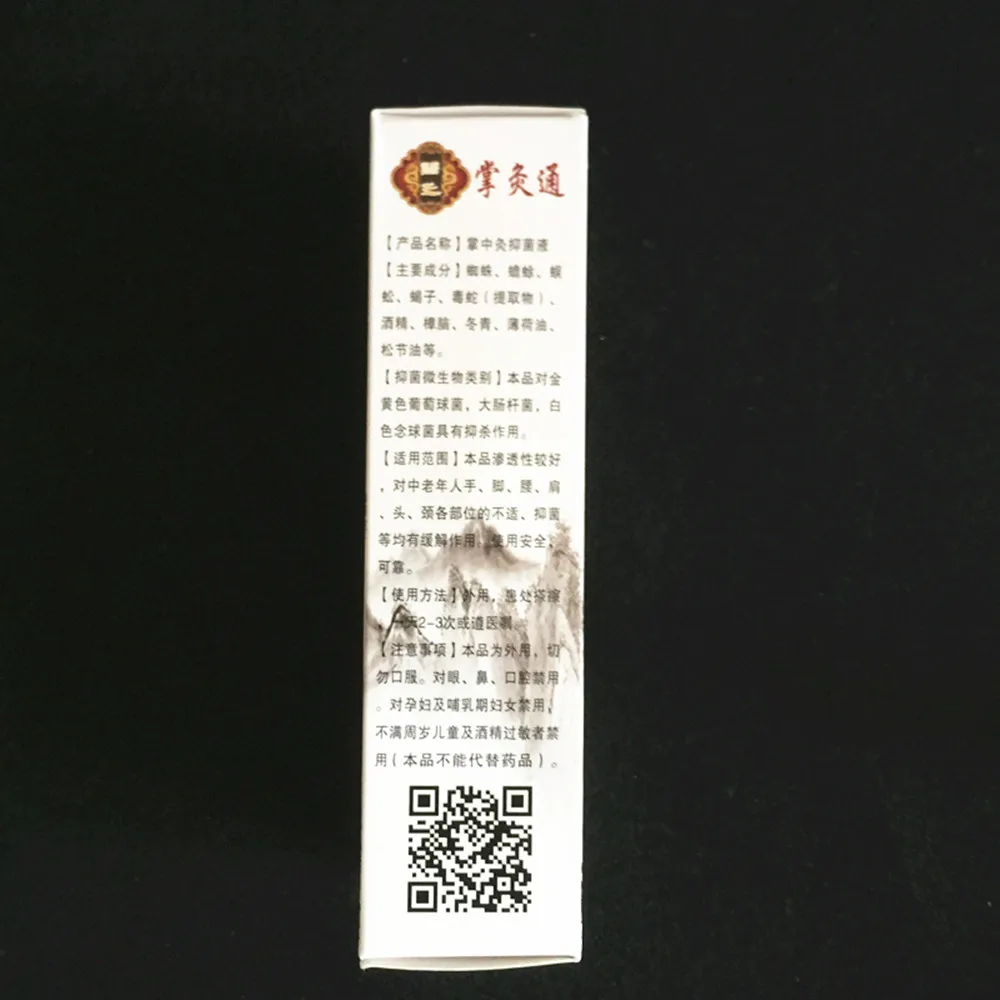 醫芝
掌灸通
【产品名称】掌中灸抑菌液
【主要成分】蜘蛛、蟾蜍、蜈
蚣、蝎子、毒蛇（提取物）、
酒精、樟脑、冬青、薄荷油、
松节油等。
【抑菌微生物类别】本品对金
黄色葡萄球菌，大肠杆菌，白
色念球菌具有抑杀作用。
【适用范围】本品渗透性较好
，对中老年人手、脚、腰、肩
、头、颈各部位的不适、抑菌
等均有缓解作用。使用安全、
可靠。
【使用方法】外用，患处搽擦
，一天2-3次或遵医嘱。
【注意事项】本品为外用，切
勿口服。对眼、鼻、口腔禁用
。对孕妇及哺乳期妇女禁用，
不满周岁儿童及酒精过敏者禁
用（本品不能代替药品）。